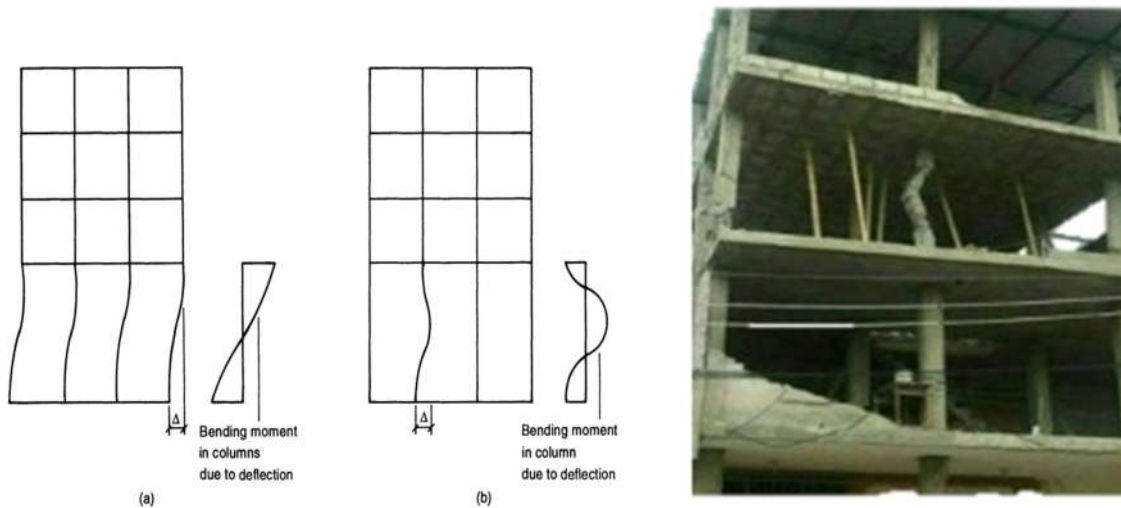 Δ
Bending moment
in columns
due to deflection
(a)
Δ
Bending moment
in column
due to deflection
(b)